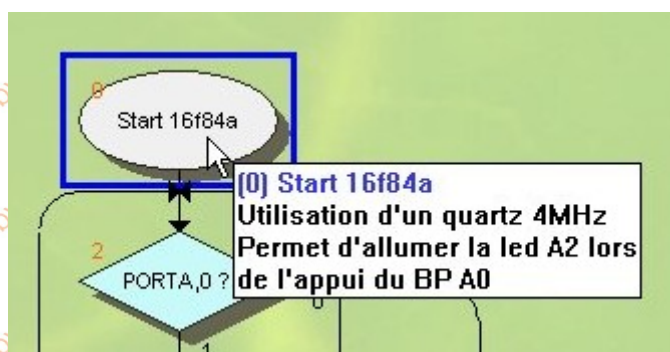 0
Start 16f84a
(0) Start 16f84a
Utilisation d'un quartz 4MHz
Permet d'allumer la led A2 lors
de l'appui du BP A0
2
PORTA,0 ?
0
1